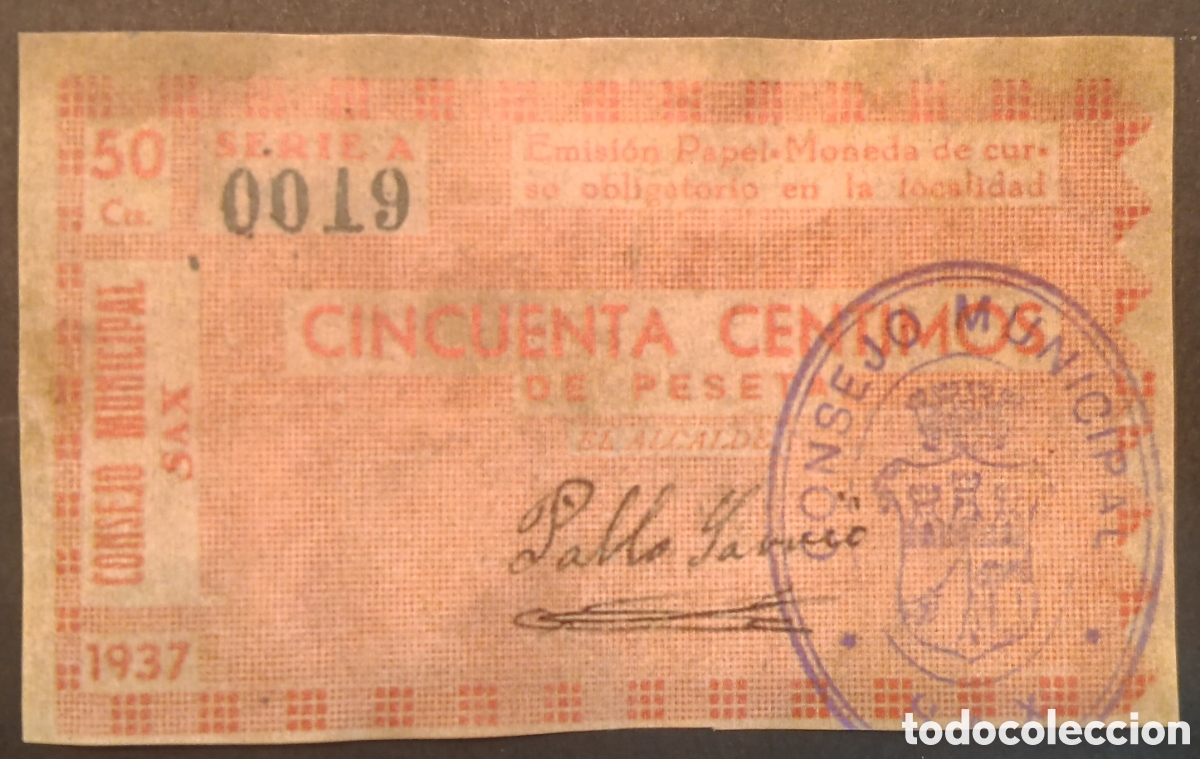 50
Cts.
SERIE A
0019
Emisión Papel-Moneda de cur-
so obligatorio en la localidad
CINCUENTA CENTIMOS
DE PESETA
EL ALCALDE
Pablo
CONSEJO MUNICIPAL
SAX
1937
CONSEJO MUNICIPAL
todocoleccion